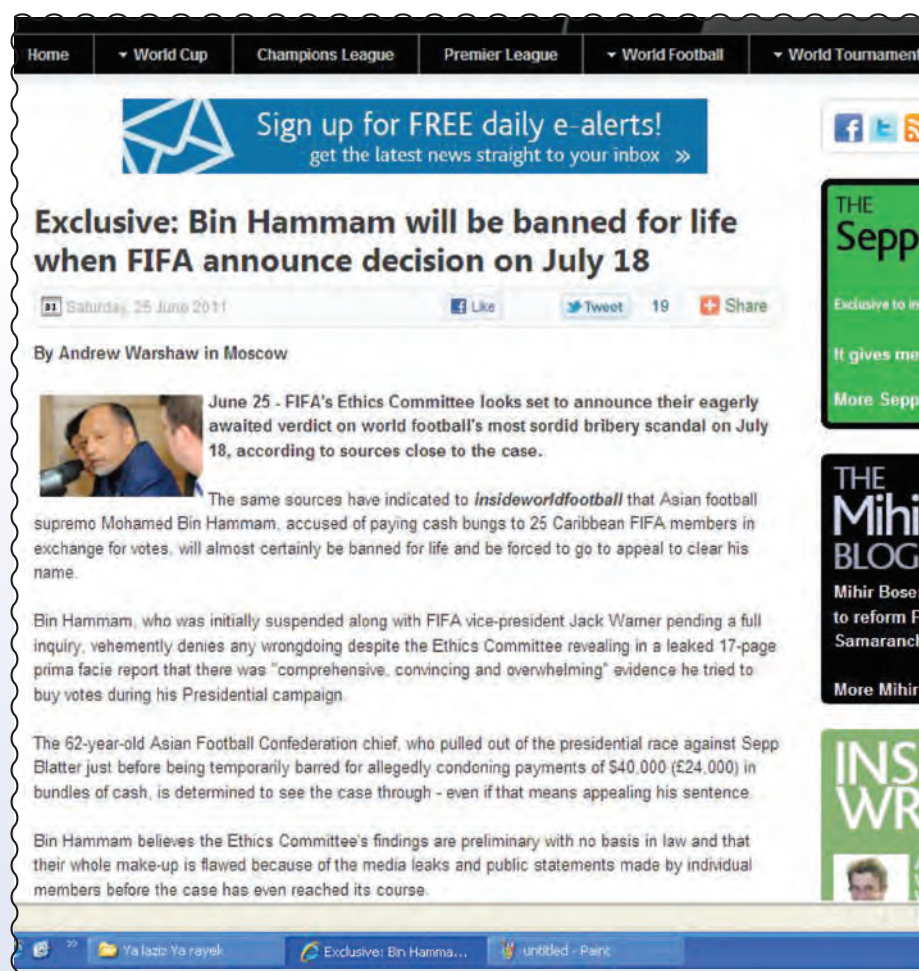 Home
World Cup
Champions League
Premier League
World Football
World Tournament
Sign up for FREE daily e-alerts!
get the latest news straight to your inbox »
Exclusive: Bin Hammam will be banned for life
when FIFA announce decision on July 18
Saturday, 25 June 2011
Like
Tweet
19
Share
By Andrew Warshaw in Moscow
June 25 - FIFA's Ethics Committee looks set to announce their eagerly
awaited verdict on world football's most sordid bribery scandal on July
18, according to sources close to the case.
The same sources have indicated to insideworldfootball that Asian football
supremo Mohamed Bin Hammam, accused of paying cash bungs to 25 Caribbean FIFA members in
exchange for votes, will almost certainly be banned for life and be forced to go to appeal to clear his
name.
Bin Hammam, who was initially suspended along with FIFA vice-president Jack Warner pending a full
inquiry, vehemently denies any wrongdoing despite the Ethics Committee revealing in a leaked 17-page
prima facie report that there was "comprehensive, convincing and overwhelming" evidence he tried to
buy votes during his Presidential campaign.
The 62-year-old Asian Football Confederation chief, who pulled out of the presidential race against Sepp
Blatter just before being temporarily barred for allegedly condoning payments of $40,000 (£24,000) in
bundles of cash, is determined to see the case through - even if that means appealing his sentence.
Bin Hammam believes the Ethics Committee's findings are preliminary with no basis in law and that
their whole make-up is flawed because of the media leaks and public statements made by individual
members before the case has even reached its course.
THE
Sepp
Exclusive to in
It gives me
More Sepp
THE
Mihi
BLOG
Mihir Bose:
to reform F
Samaranch
More Mihir
INS
WR
Ya laziz Ya rayek
Exclusive: Bin Hamma...
untitled - Paint